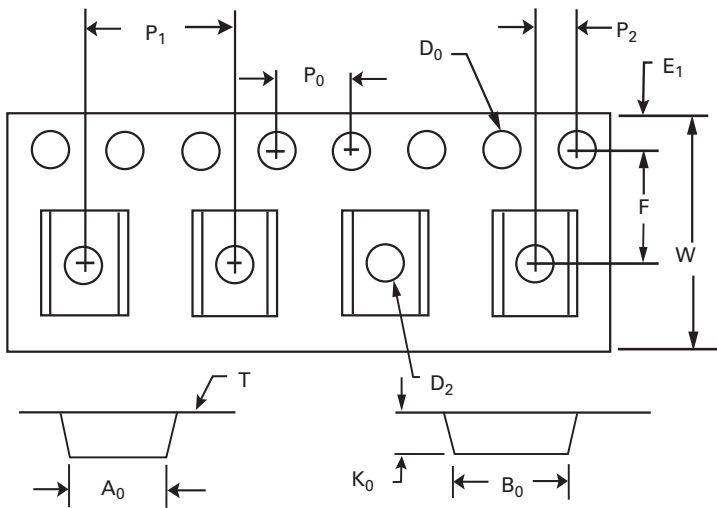 P₁
P₀
D₀
P₂
E₁
F
W
T
D₂
A₀
K₀
B₀